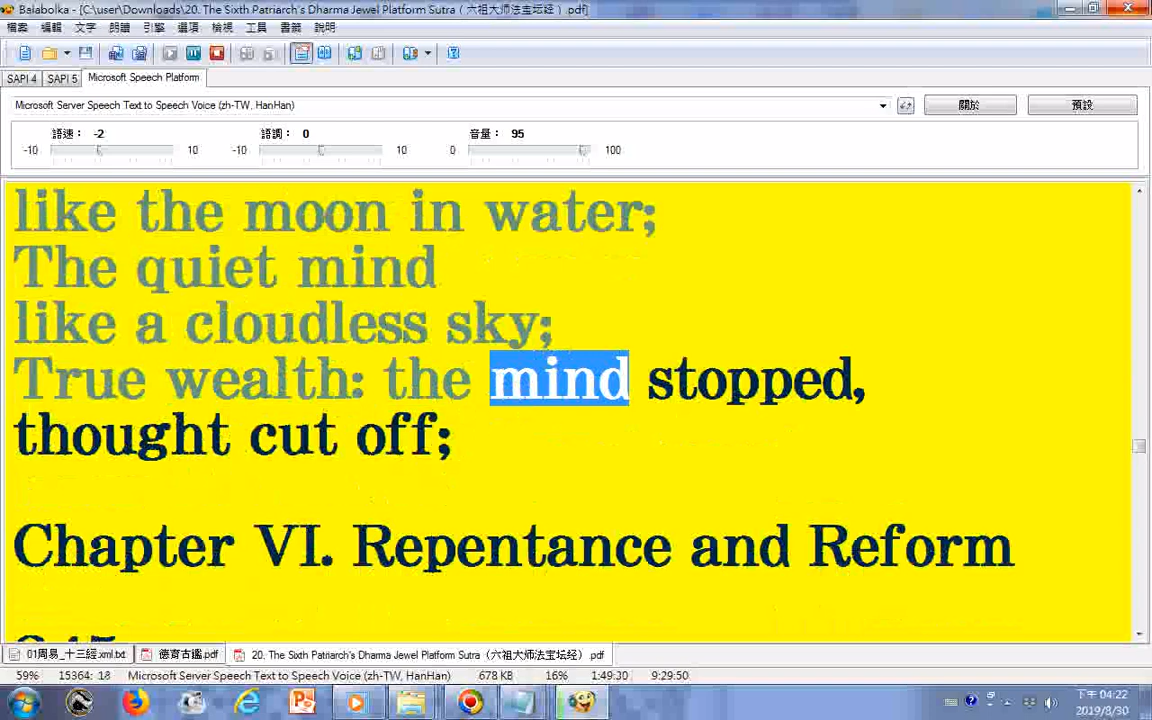 Balabolka - [C:\user\Downloads\20. The Sixth Patriarch's Dharma Jewel Platform Sutra（六祖大师法宝坛经）.pdf]
檔案 編輯 文字 朗讀 引擎 選項 檢視 工具 書籤 說明
SAPI 4 SAPI 5 Microsoft Speech Platform
Microsoft Server Speech Text to Speech Voice (zh-TW, HanHan) 關於 預設
語速： -2 語調： 0 音量： 95
-10 10 -10 10 0 100
like the moon in water;
The quiet mind
like a cloudless sky;
True wealth: the mind stopped,
thought cut off;
Chapter VI. Repentance and Reform
01周易_十三經.xml.txt 德育古鑑.pdf 20. The Sixth Patriarch's Dharma Jewel Platform Sutra（六祖大师法宝坛经）.pdf
59% 15364: 18 Microsoft Server Speech Text to Speech Voice (zh-TW, HanHan) 678 KB 16% 1:49:30 9:29:50
下午 04:22
2019/8/30